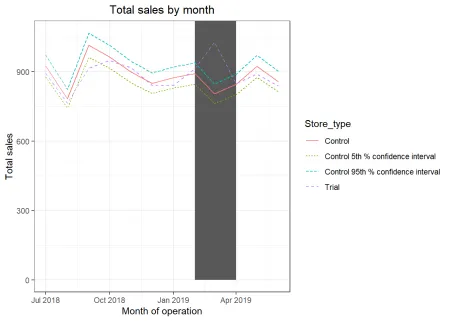 Total sales by month
Total sales
900
600
300
0
Jul 2018
Oct 2018
Jan 2019
Apr 2019
Month of operation
Store_type
Control
Control 5th % confidence interval
Control 95th % confidence interval
Trial